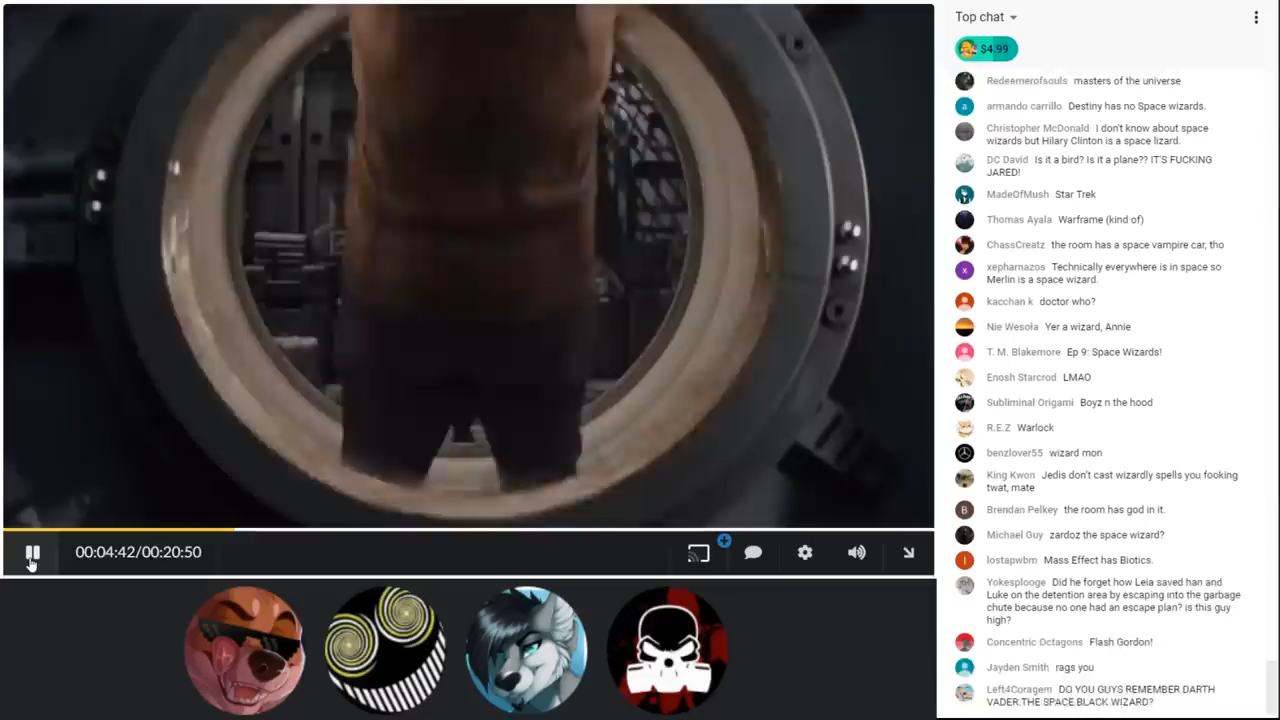 Top chat
$4.99
Redeemerofsouls masters of the universe
a
armando carrillo Destiny has no Space wizards.
Christopher McDonald I don't know about space
wizards but Hilary Clinton is a space lizard.
DC David Is it a bird? Is it a plane?? IT'S FUCKING
JARED!
MadeOfMush Star Trek
Thomas Ayala Warframe (kind of)
ChassCreatz the room has a space vampire car, tho
x
xephamazos Technically everywhere is in space so
Merlin is a space wizard.
kacchan k doctor who?
Nie Wesoła Yer a wizard, Annie
T. M. Blakemore Ep 9: Space Wizards!
Enosh Starcrod LMAO
Subliminal Origami Boyz n the hood
R.E.Z Warlock
benzlover55 wizard mon
King Kwon Jedis don't cast wizardly spells you fooking
twat, mate
B
Brendan Pelkey the room has god in it.
Michael Guy zardoz the space wizard?
l
lostapwbm Mass Effect has Biotics.
Yokesplooge Did he forget how Leia saved han and
Luke on the detention area by escaping into the garbage
chute because no one had an escape plan? is this guy
high?
Concentric Octagons Flash Gordon!
Jayden Smith rags you
Left4Coragem DO YOU GUYS REMEMBER DARTH
VADER.THE SPACE.BLACK.WIZARD?
00:04:42/00:20:50